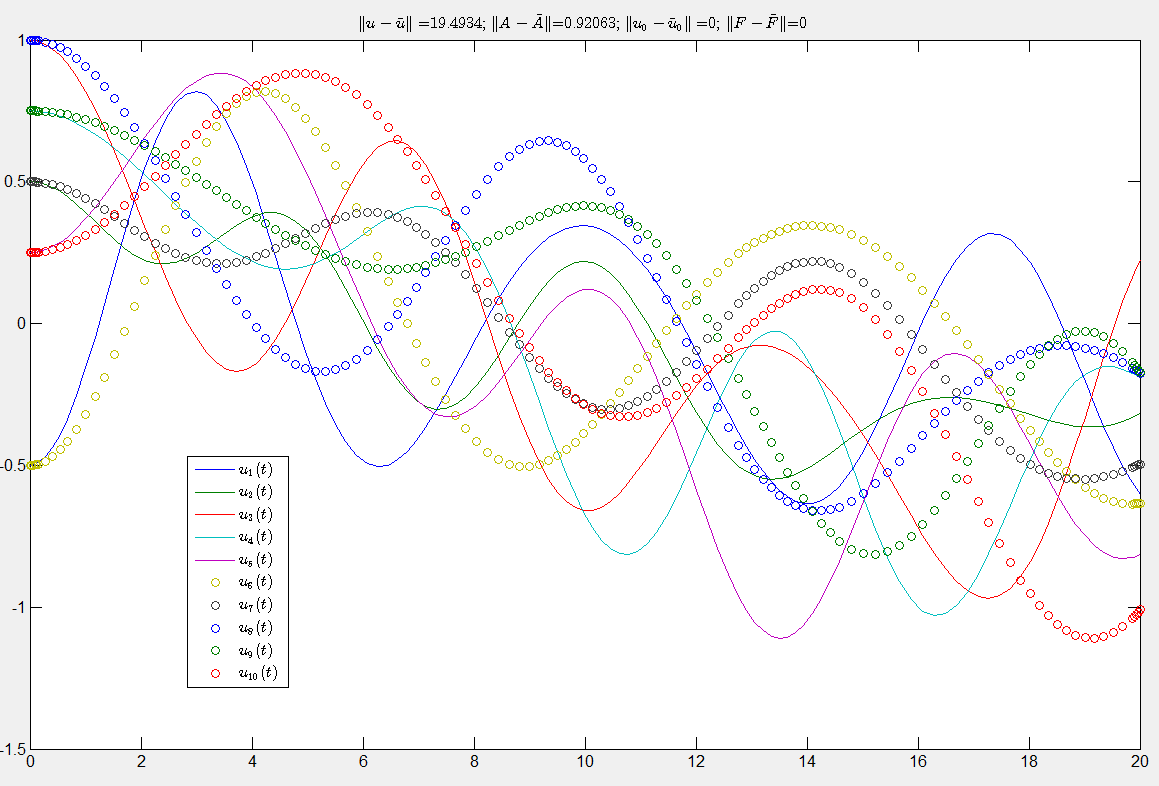 ‖u − ũ‖ =19.4934; ‖A − Ã‖=0.92063; ‖u₀ − ũ₀‖ =0; ‖F − F̃‖=0
1
0.5
0
-0.5
-1
-1.5
u₁(t)
u₂(t)
u₃(t)
u₄(t)
u₅(t)
u₆(t)
u₇(t)
u₈(t)
u₉(t)
u₁₀(t)
0 2 4 6 8 10 12 14 16 18 20